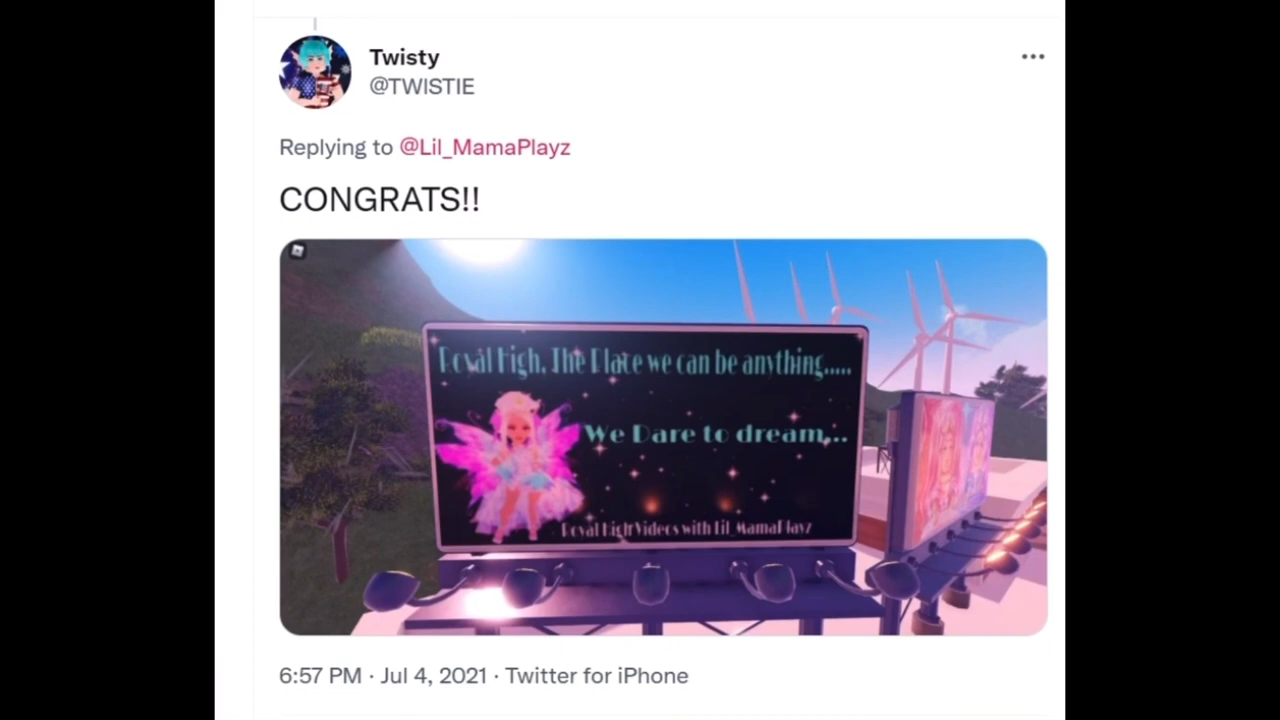 Twisty
@TWISTIE
Replying to @Lil_MamaPlayz
CONGRATS!!
Royal High, The Place we can be anything.....
We Dare to dream...
Royal High Videos with Lil_MamaPlayz
6:57 PM · Jul 4, 2021 · Twitter for iPhone